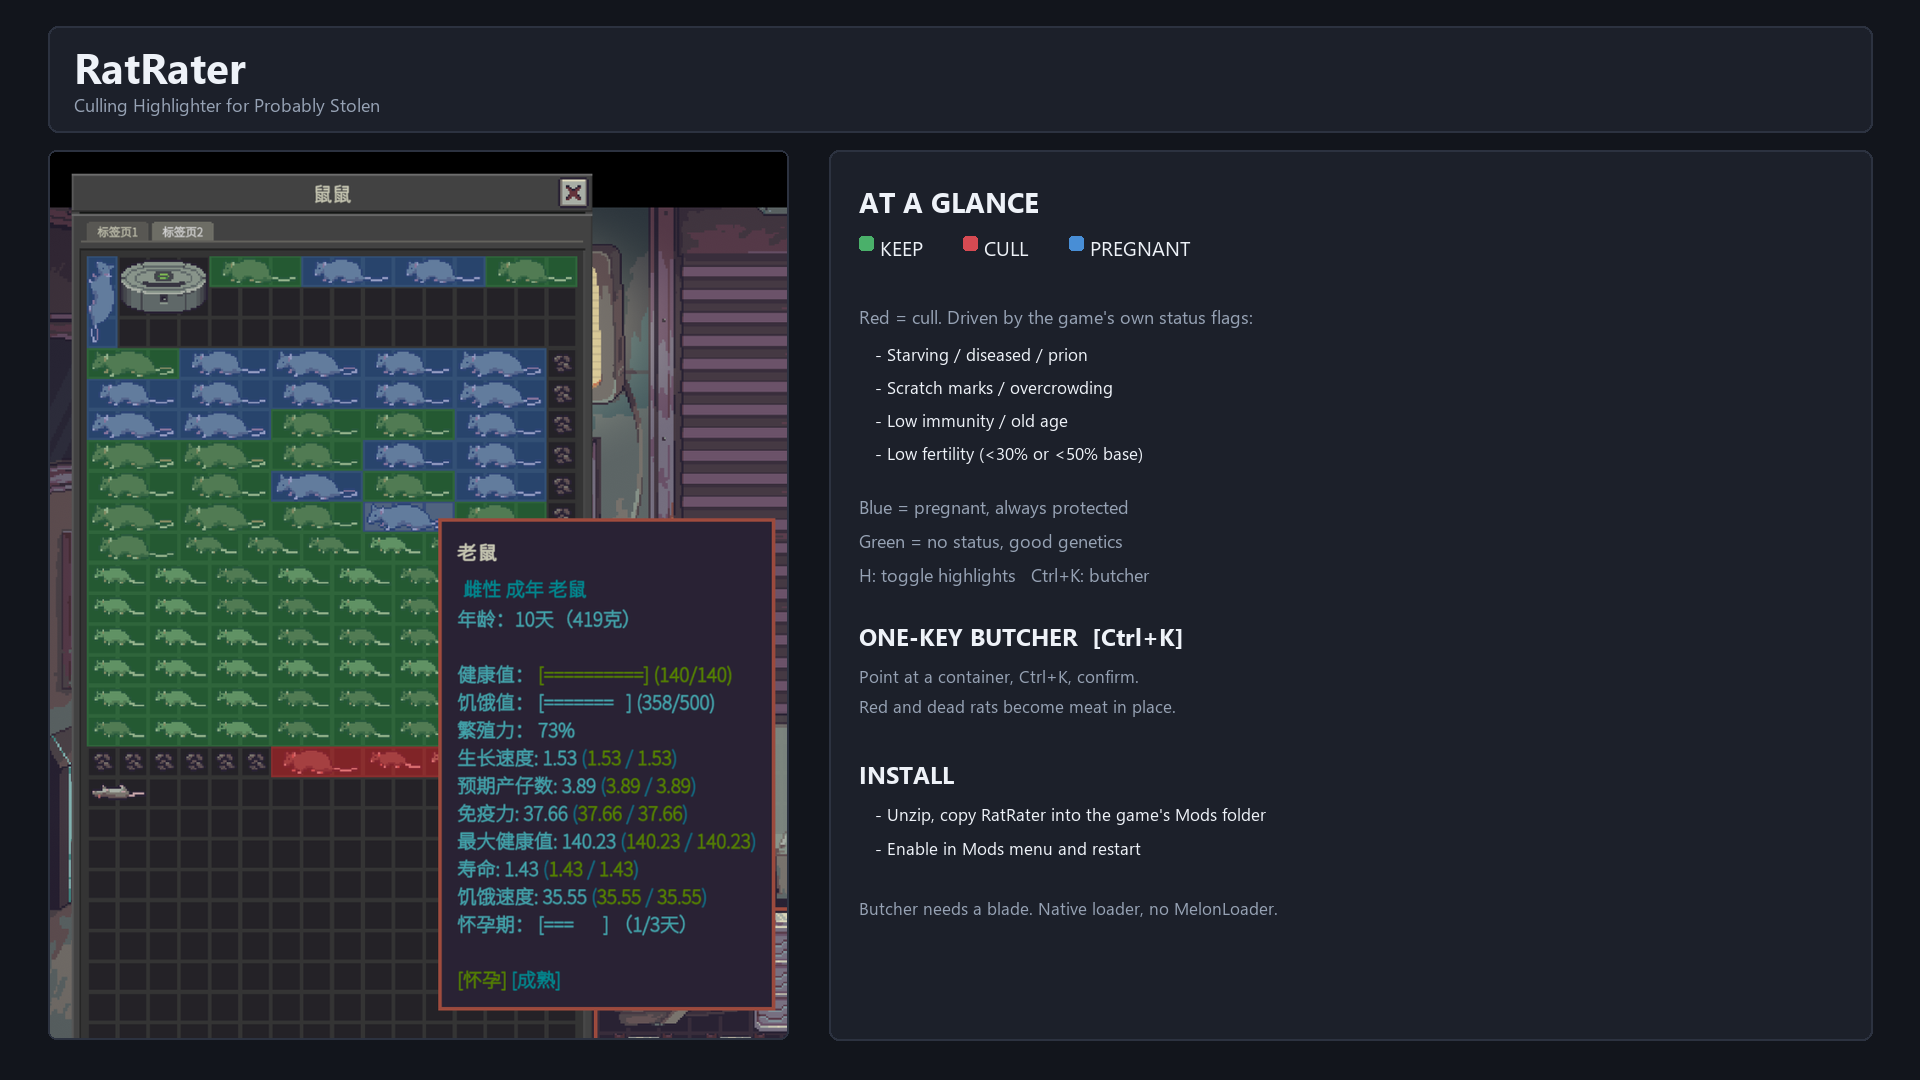 RatRater
Culling Highlighter for Probably Stolen
鼠鼠
标签页1 标签页2
老鼠
雌性 成年 老鼠
年龄：10天（419克）
健康值： [==========] (140/140)
饥饿值： [======= ] (358/500)
繁殖力： 73%
生长速度: 1.53 (1.53 / 1.53)
预期产仔数: 3.89 (3.89 / 3.89)
免疫力: 37.66 (37.66 / 37.66)
最大健康值: 140.23 (140.23 / 140.23)
寿命: 1.43 (1.43 / 1.43)
饥饿速度: 35.55 (35.55 / 35.55)
怀孕期： [=== ] （1/3天）
[怀孕] [成熟]
AT A GLANCE
KEEP CULL PREGNANT
Red = cull. Driven by the game's own status flags:
- Starving / diseased / prion
- Scratch marks / overcrowding
- Low immunity / old age
- Low fertility (<30% or <50% base)
Blue = pregnant, always protected
Green = no status, good genetics
H: toggle highlights Ctrl+K: butcher
ONE-KEY BUTCHER [Ctrl+K]
Point at a container, Ctrl+K, confirm.
Red and dead rats become meat in place.
INSTALL
- Unzip, copy RatRater into the game's Mods folder
- Enable in Mods menu and restart
Butcher needs a blade. Native loader, no MelonLoader.